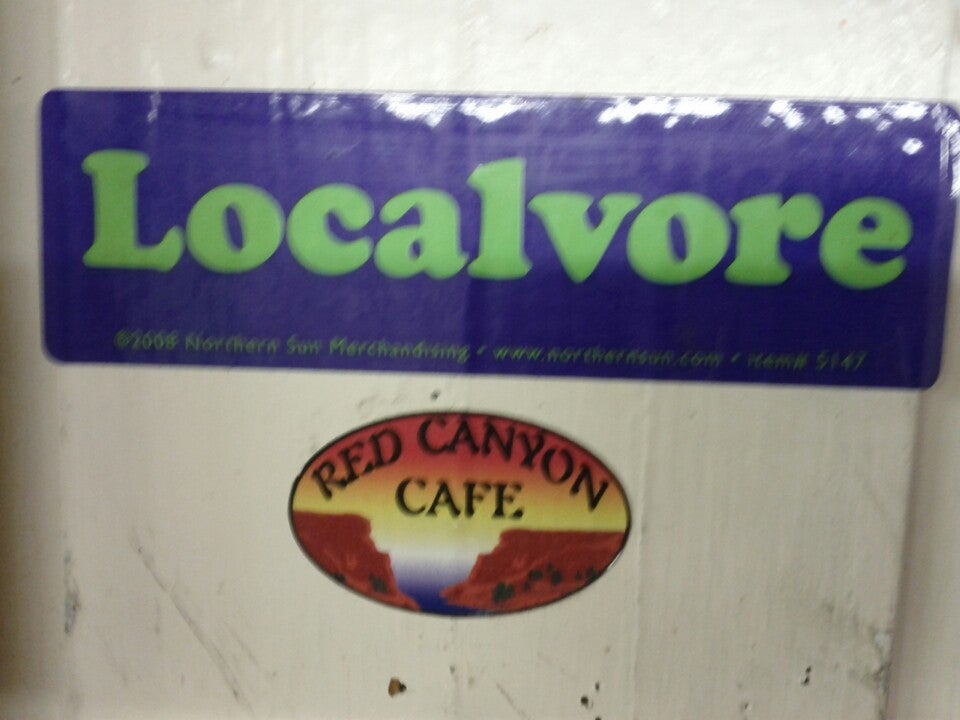 Localvore
©2008 Northern Sun Merchandising • www.northernsun.com • item# 5147
RED CANYON
CAFE